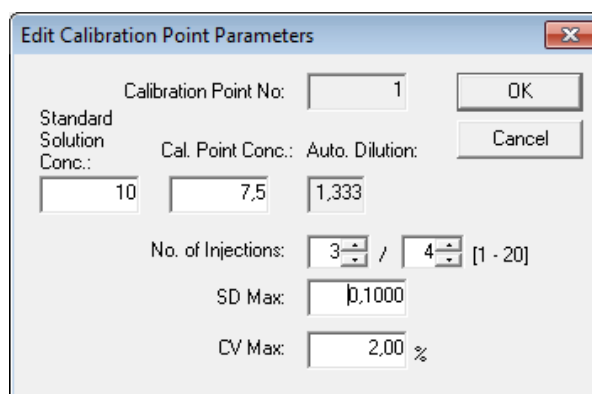 Edit Calibration Point Parameters
Calibration Point No: 1 OK
Standard
Solution
Conc.: Cal. Point Conc.: Auto. Dilution: Cancel
10 7,5 1,333
No. of Injections: 3 / 4 [1 - 20]
SD Max: 0,1000
CV Max: 2,00 %